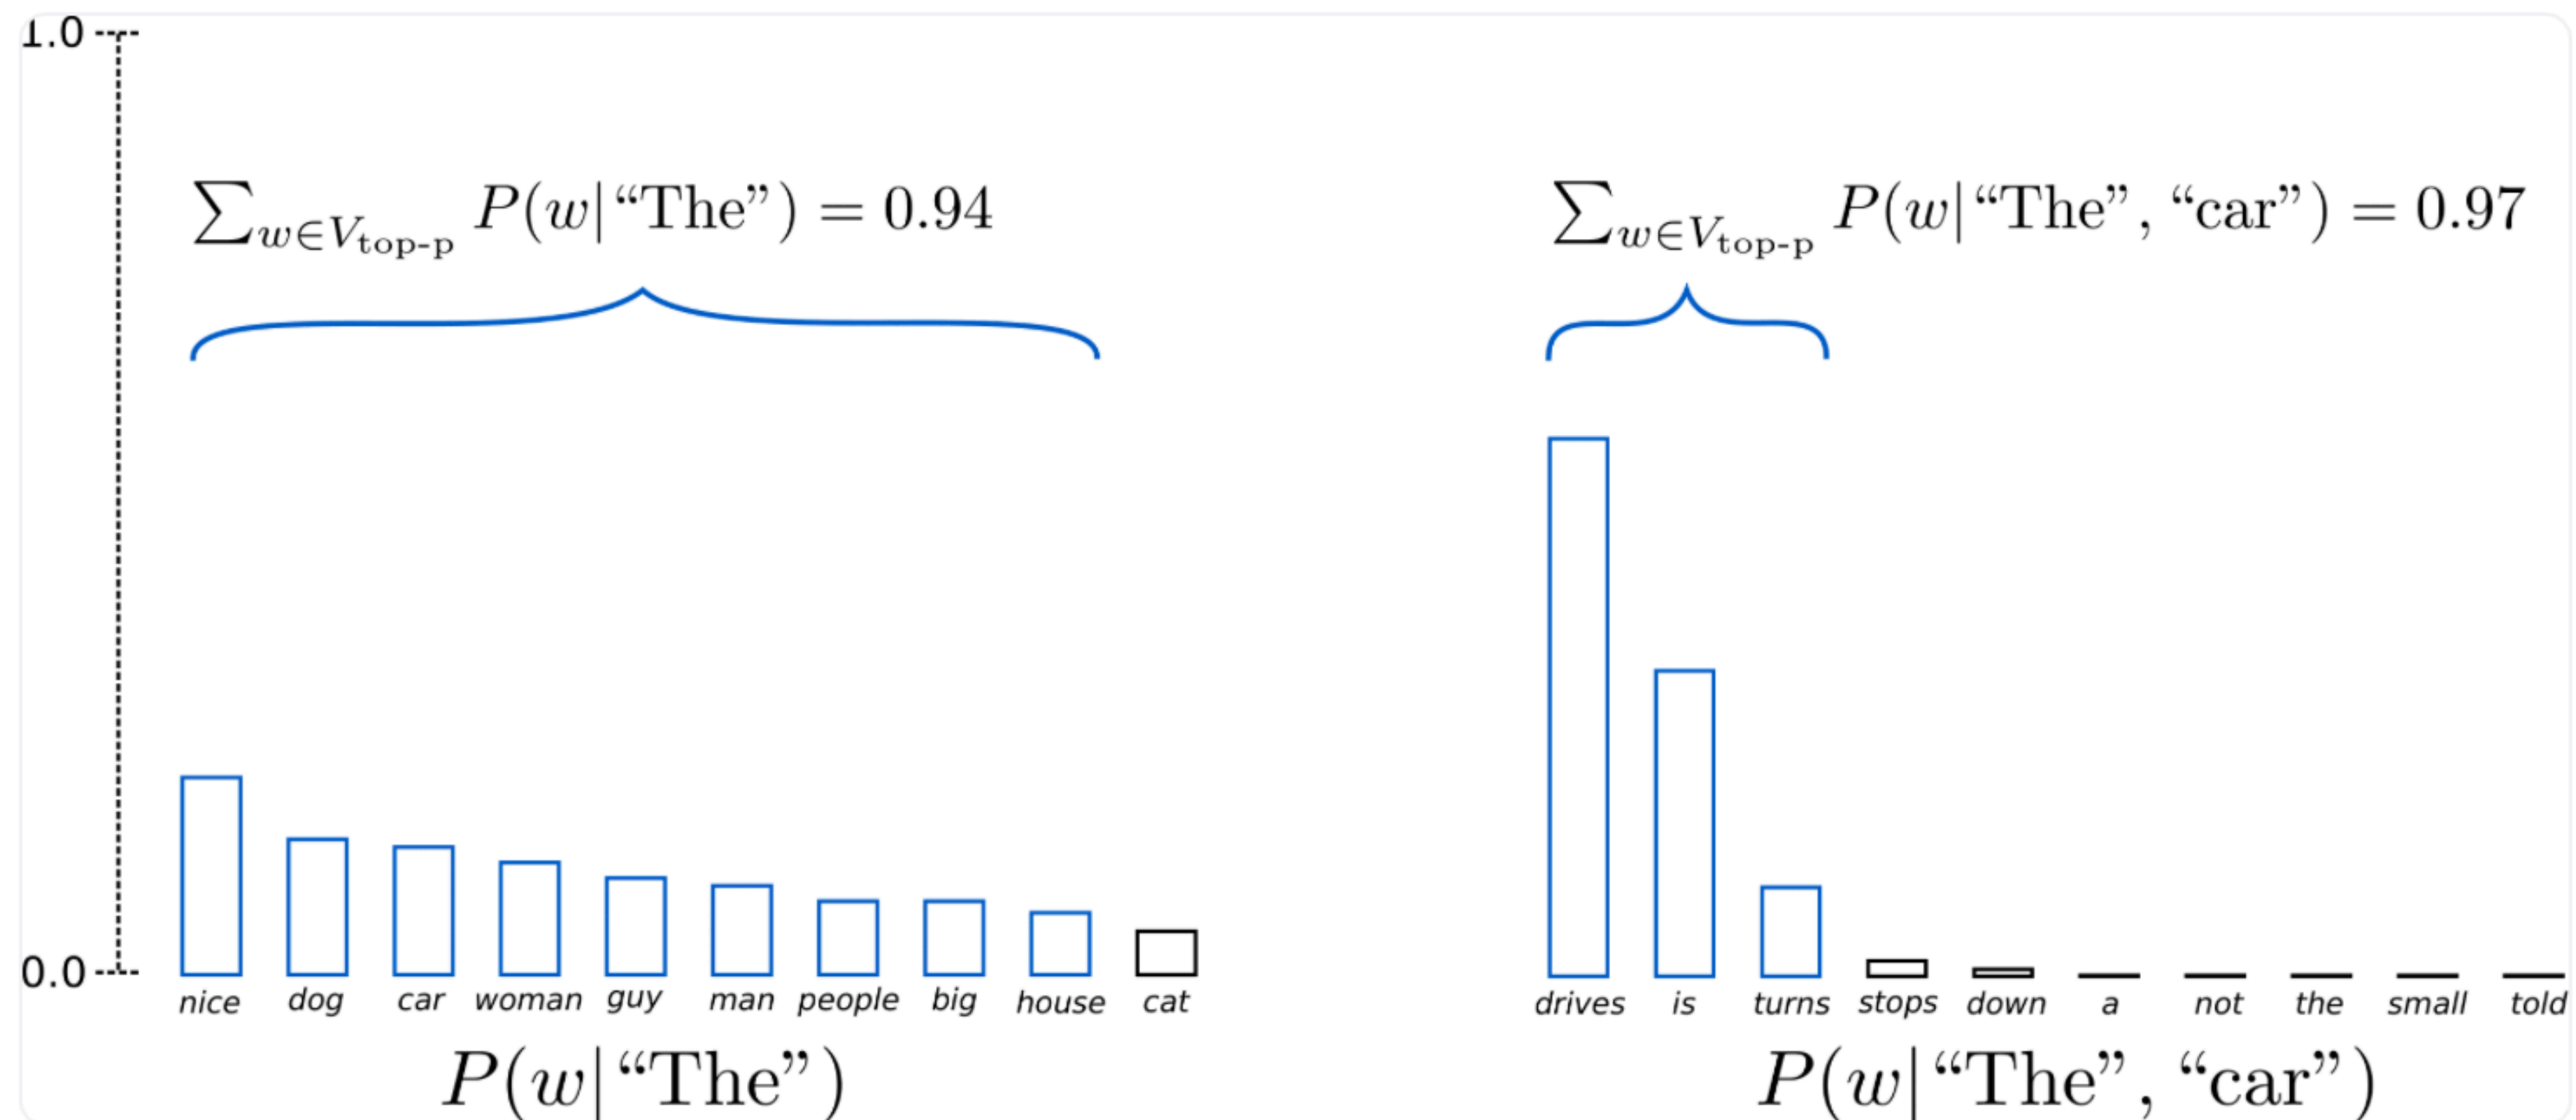 1.0
∑w∈Vtop-p P(w|“The”) = 0.94
∑w∈Vtop-p P(w|“The”, “car”) = 0.97
0.0
nice dog car woman guy man people big house cat
drives is turns stops down a not the small told
P(w|“The”)
P(w|“The”, “car”)